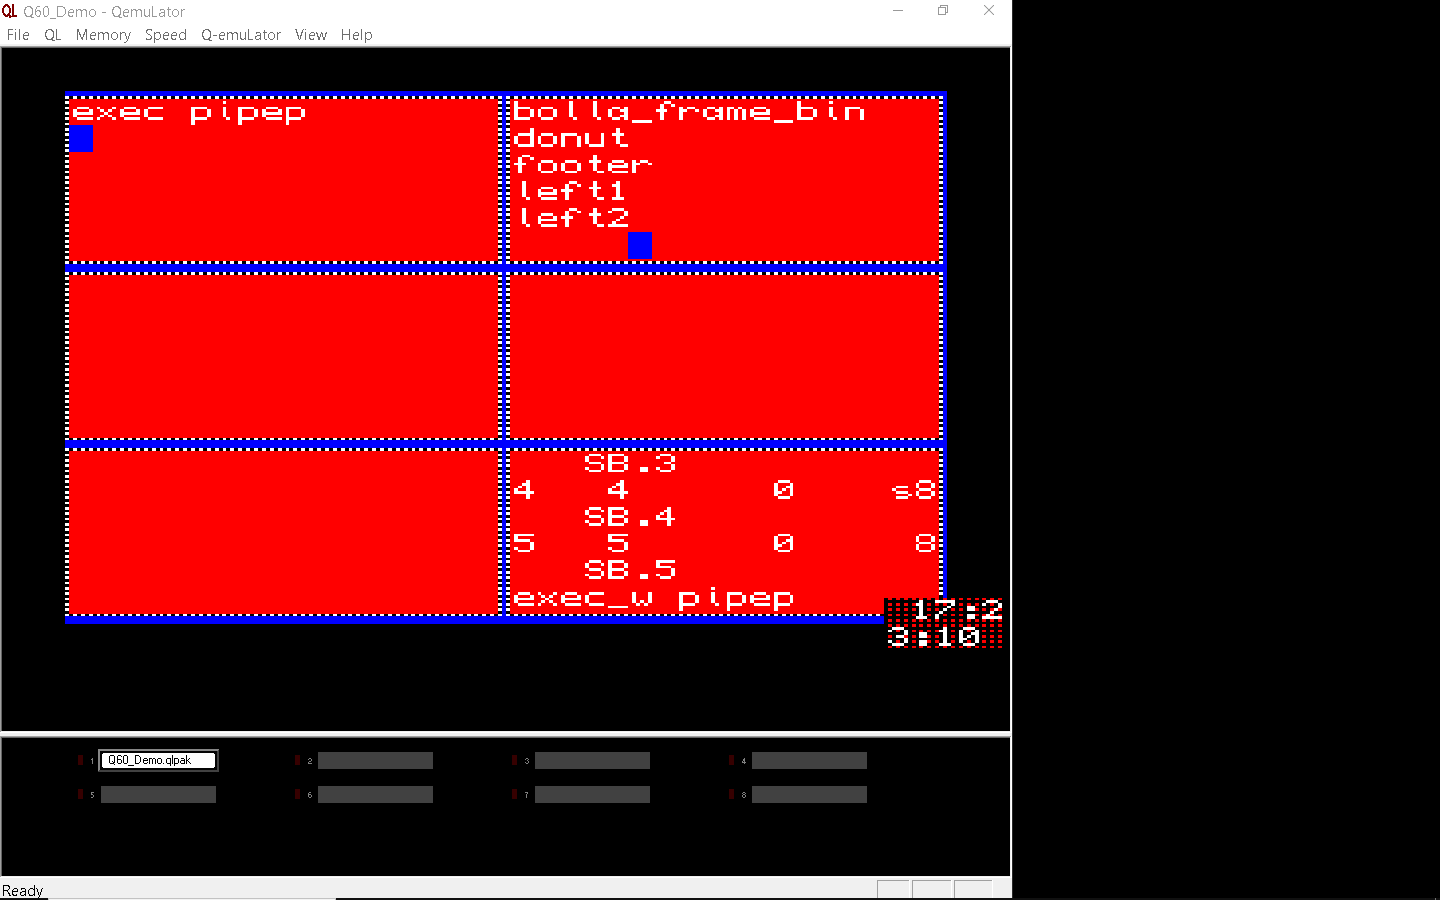 QL Q60_Demo - QemuLator
File QL Memory Speed Q-emuLator View Help
exec pipep
bolla_frame_bin
donut
footer
left1
left2
SB.3
4 4 0 s8
SB.4
5 5 0 8
SB.5
exec_w pipep
17:2
3:10
1 Q60_Demo.qlpak 2 3 4
5 6 7 8
Ready